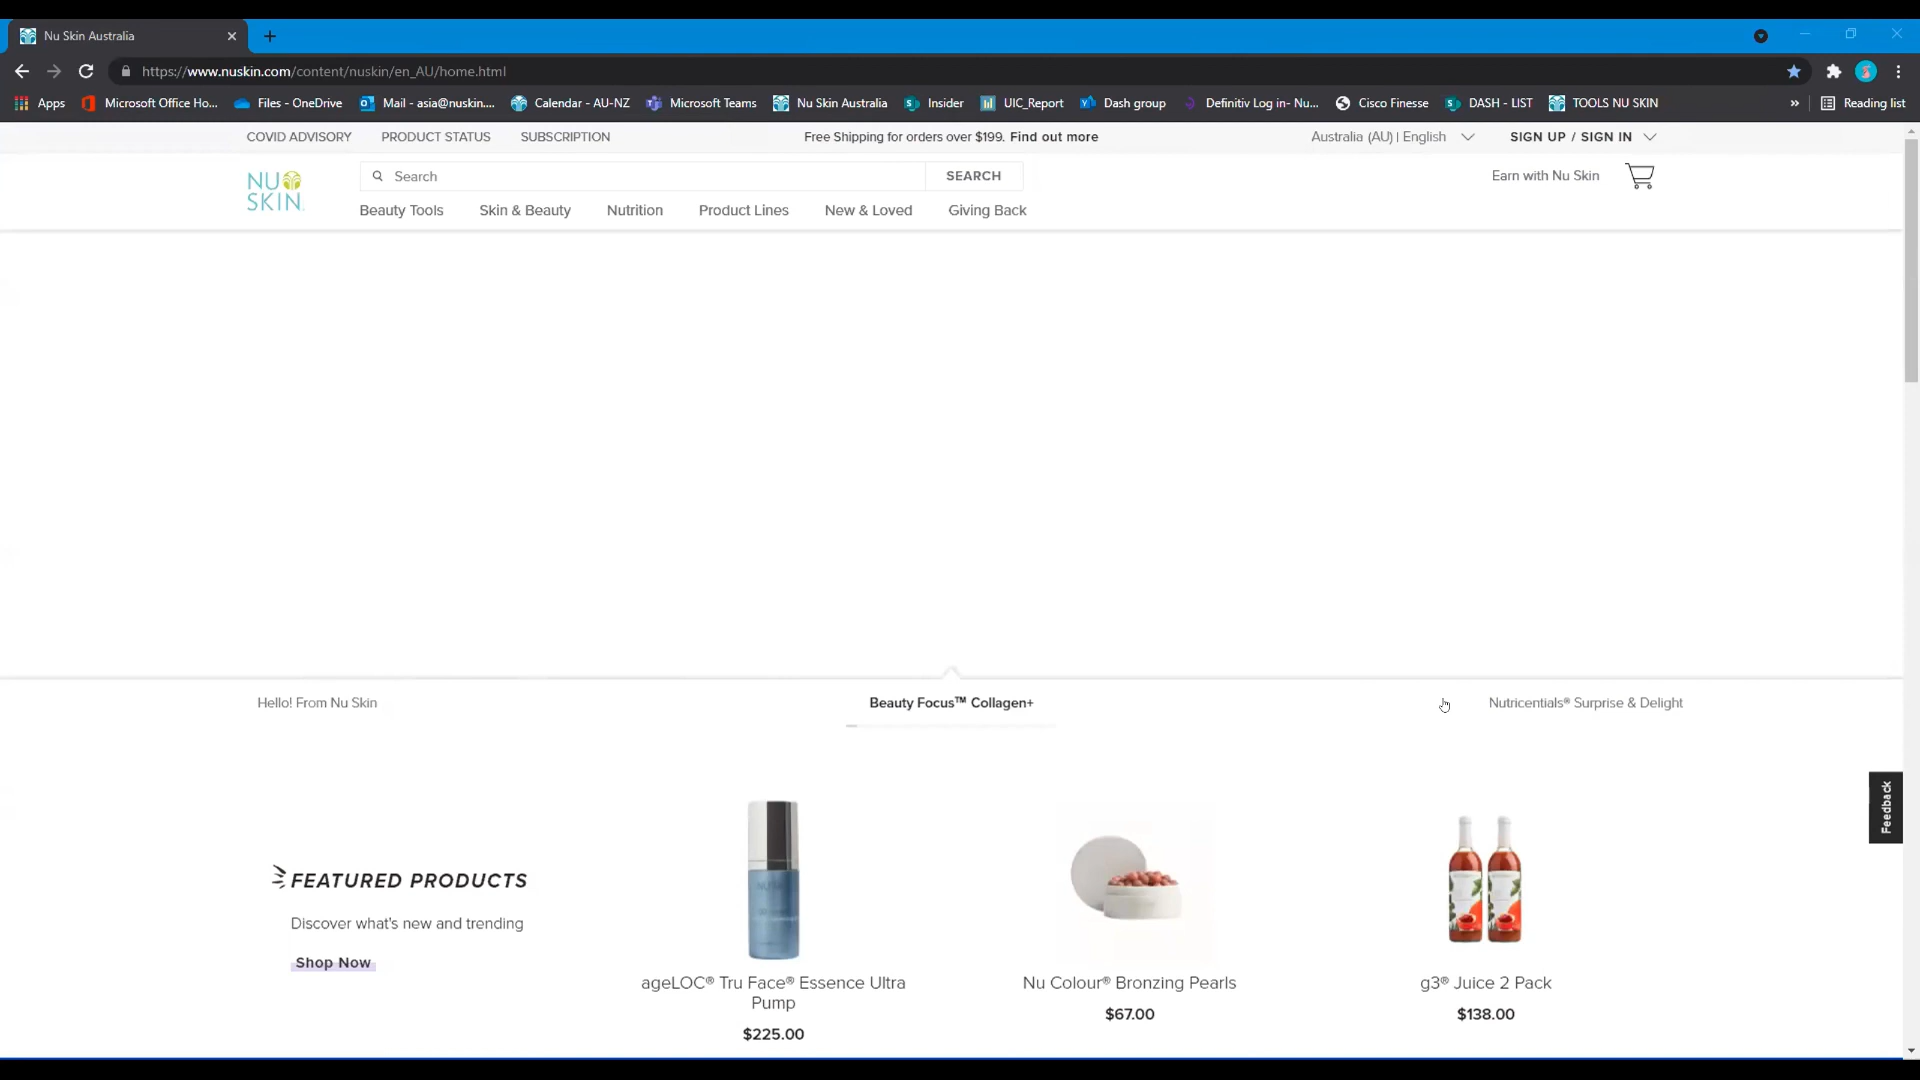 Nu Skin Australia
https://www.nuskin.com/content/nuskin/en_AU/home.html
Apps
Microsoft Office Ho...
Files - OneDrive
Mail - asia@nuskin....
Calendar - AU-NZ
Microsoft Teams
Nu Skin Australia
Insider
UIC_Report
Dash group
Definitiv Log in- Nu...
Cisco Finesse
DASH - LIST
TOOLS NU SKIN
»
Reading list
COVID ADVISORY
PRODUCT STATUS
SUBSCRIPTION
Free Shipping for orders over $199. Find out more
Australia (AU) | English
SIGN UP / SIGN IN
NU SKIN
Search
SEARCH
Earn with Nu Skin
Beauty Tools
Skin & Beauty
Nutrition
Product Lines
New & Loved
Giving Back
Hello! From Nu Skin
Beauty Focus™ Collagen+
Nutricentials® Surprise & Delight
Feedback
FEATURED PRODUCTS
Discover what's new and trending
Shop Now
ageLOC® Tru Face® Essence Ultra
Pump
$225.00
Nu Colour® Bronzing Pearls
$67.00
g3® Juice 2 Pack
$138.00